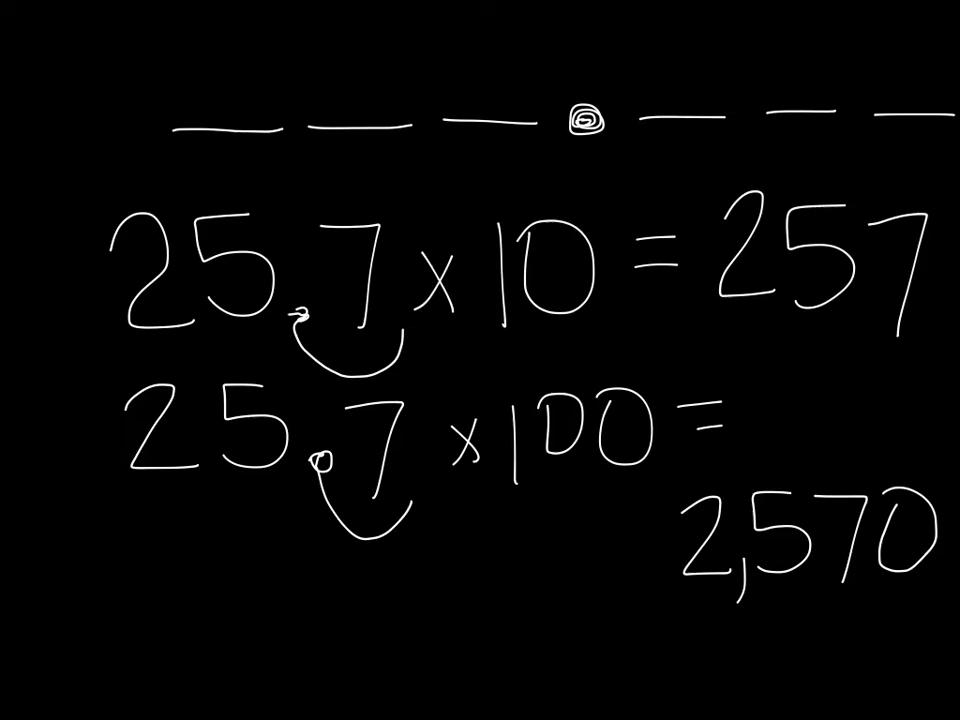 25.7 x 10 = 257
25.7 x 100 =
2,570